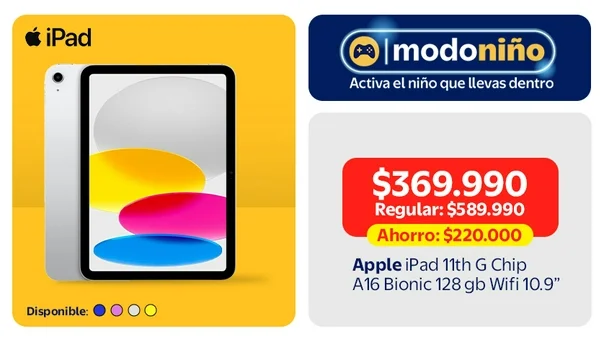 iPad
Disponible:
modoniño
Activa el niño que llevas dentro
$369.990
Regular: $589.990
Ahorro: $220.000
Apple iPad 11th G Chip
A16 Bionic 128 gb Wifi 10.9”